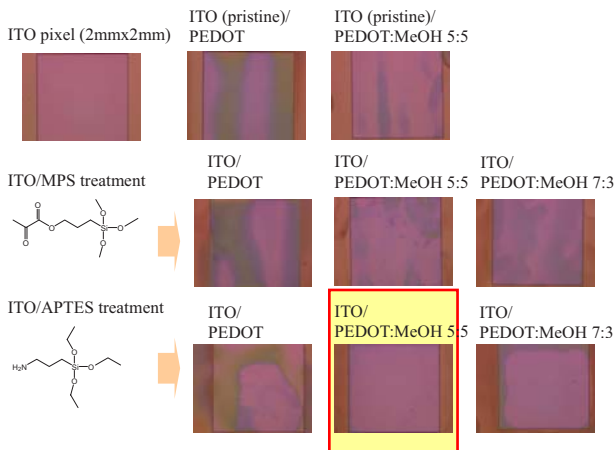 ITO pixel (2mmx2mm)
ITO (pristine)/
PEDOT
ITO (pristine)/
PEDOT:MeOH 5:5
ITO/MPS treatment
O
O
O
O
Si
O
O
ITO/
PEDOT
ITO/
PEDOT:MeOH 5:5
ITO/
PEDOT:MeOH 7:3
ITO/APTES treatment
H₂N
O
Si
O
O
ITO/
PEDOT
ITO/
PEDOT:MeOH 5:5
ITO/
PEDOT:MeOH 7:3